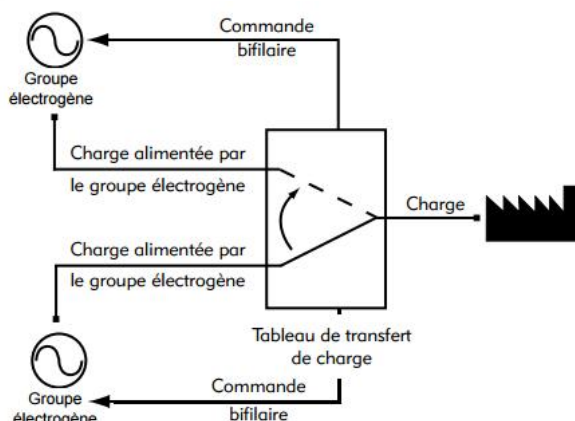 Commande
bifilaire
Groupe
électrogène
Charge alimentée par
le groupe électrogène
Charge
Charge alimentée par
le groupe électrogène
Tableau de transfert
de charge
Groupe
électrogène
Commande
bifilaire